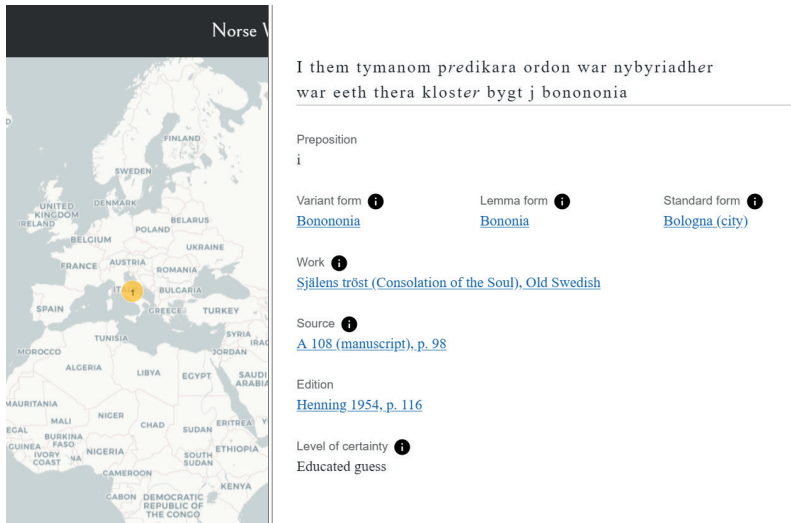 Norse
FINLAND
SWEDEN
UNITED
KINGDOM
DENMARK
IRELAND
BELARUS
POLAND
BELGIUM
UKRAINE
FRANCE
AUSTRIA
ROMANIA
1
BULGARIA
SPAIN
GREECE
TURKEY
TUNISIA
SYRIA
MOROCCO
JORDAN
ALGERIA
LIBYA
EGYPT
SAUDI
MAURITANIA
MALI
NIGER
CHAD
SUDAN
ERITREA
BURKINA
FASO
NIGERIA
IVORY
COAST
SOUTH
SUDAN
ETHIOPIA
CAMEROON
KENYA
GABON
DEMOCRATIC
REPUBLIC OF
THE CONGO
I them tymanom predikara ordon war nybyriadher
war eeth thera kloster bygt j bonononia
Preposition
i
Variant form i
Lemma form i
Standard form i
Bonononia
Bononia
Bologna (city)
Work i
Själens tröst (Consolation of the Soul), Old Swedish
Source i
A 108 (manuscript), p. 98
Edition
Henning 1954, p. 116
Level of certainty i
Educated guess